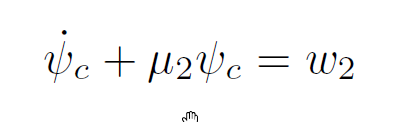 ψ̇_c + μ_2ψ_c = w_2